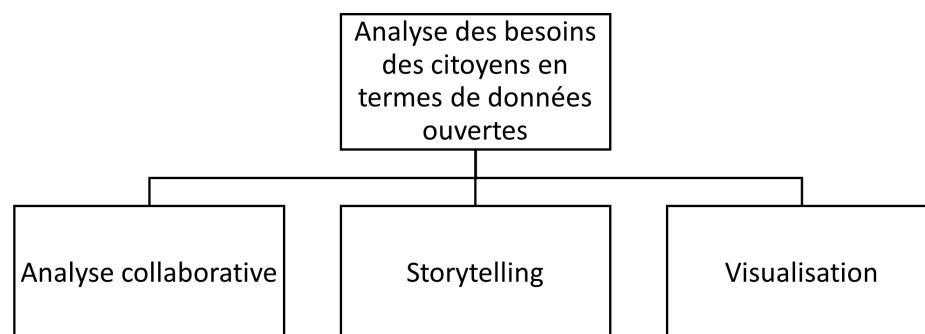 Analyse des besoins
des citoyens en
termes de données
ouvertes
Analyse collaborative
Storytelling
Visualisation